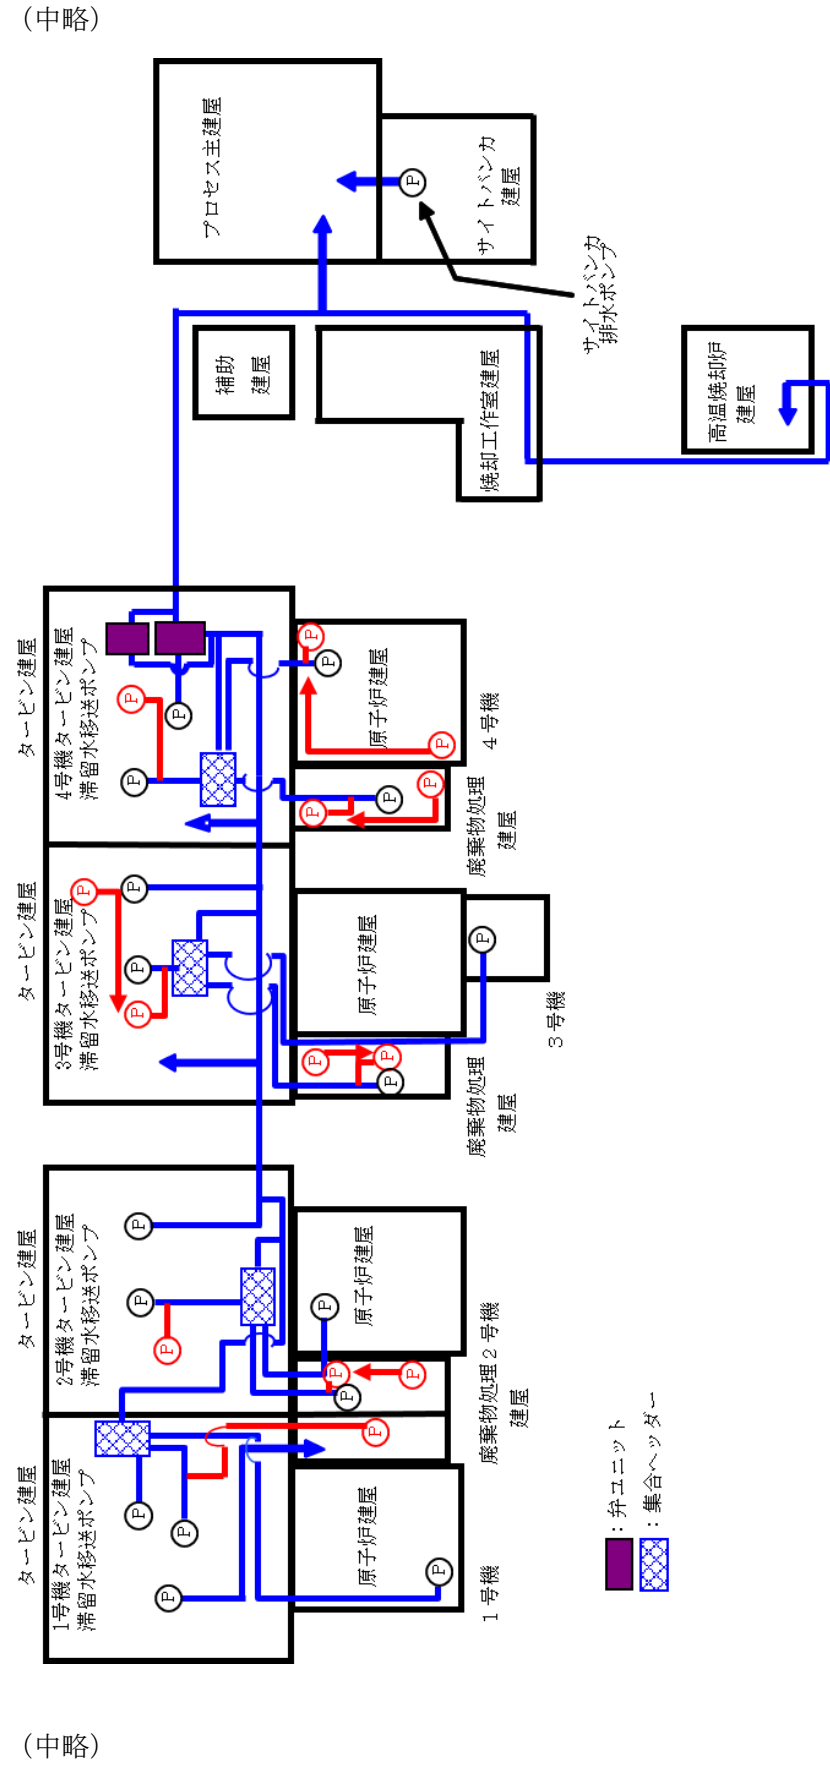 （中略）
プロセス主建屋
サイトバンカ
建屋
サイトバンカ
排水ポンプ
補助
建屋
焼却工作室建屋
高温焼却炉
建屋
タービン建屋
4号機タービン建屋
滞留水移送ポンプ
P
P
P
P
P
原子炉建屋
P
4号機
P
P
P
廃棄物処理
建屋
タービン建屋
3号機タービン建屋
滞留水移送ポンプ
P
P
P
P
P
原子炉建屋
P
3号機
P
P
P
廃棄物処理
建屋
タービン建屋
2号機タービン建屋
滞留水移送ポンプ
P
P
P
原子炉建屋
P
2号機
P
P
P
廃棄物処理
建屋
タービン建屋
1号機タービン建屋
滞留水移送ポンプ
P
P
P
P
原子炉建屋
P
1号機
：弁ユニット
：集合ヘッダー
（中略）